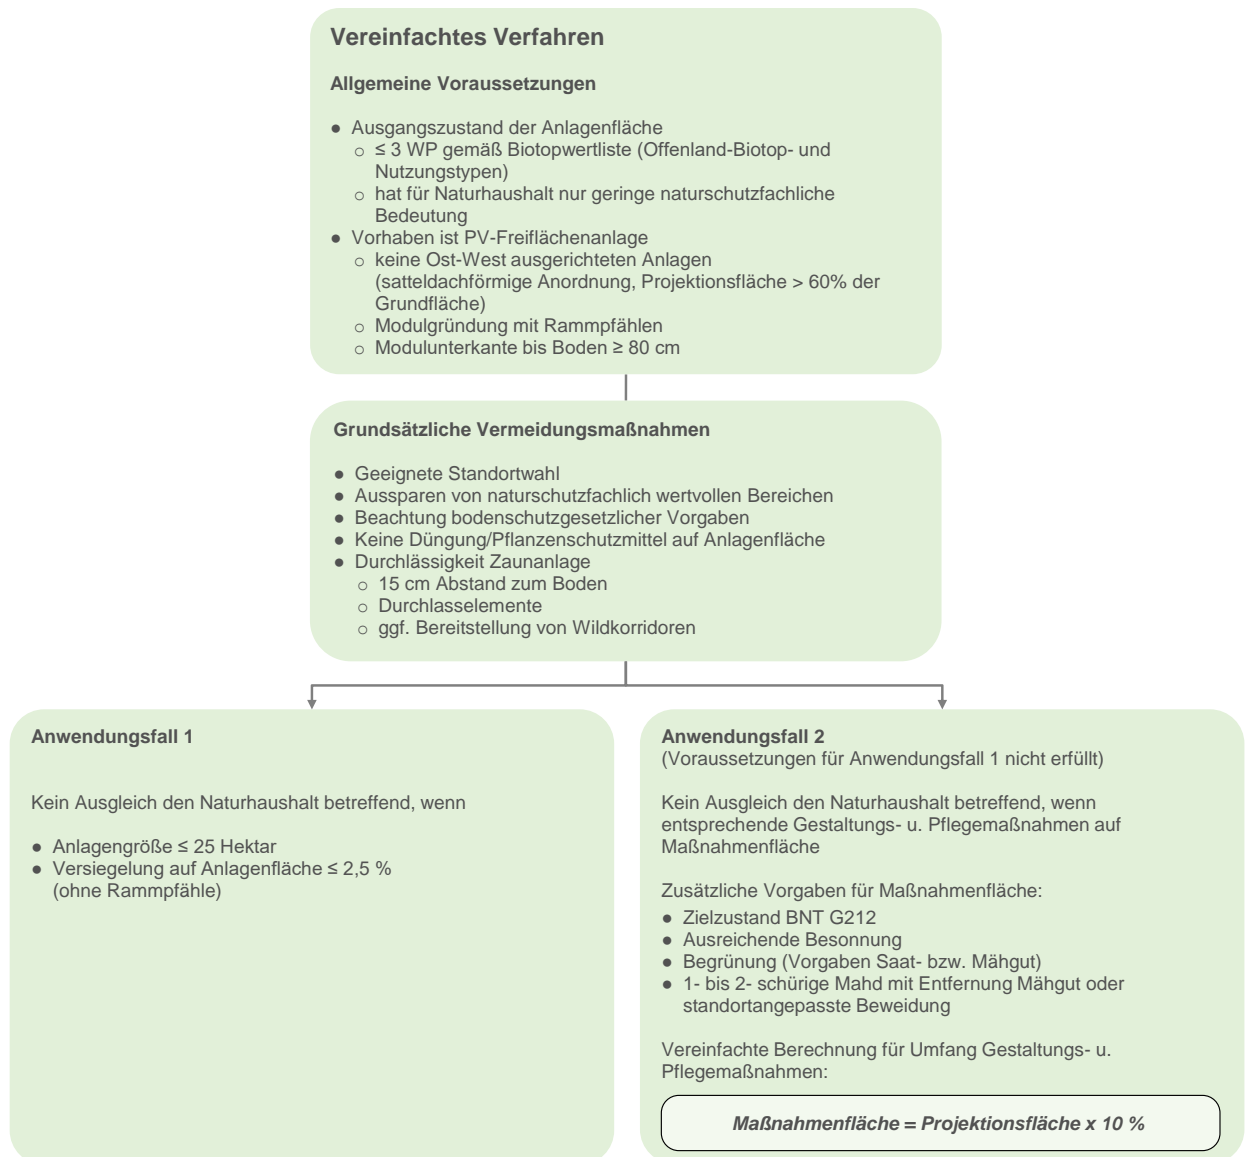 Vereinfachtes Verfahren
Allgemeine Voraussetzungen
● Ausgangszustand der Anlagenfläche
○ ≤ 3 WP gemäß Biotopwertliste (Offenland-Biotop- und
Nutzungstypen)
○ hat für Naturhaushalt nur geringe naturschutzfachliche
Bedeutung
● Vorhaben ist PV-Freiflächenanlage
○ keine Ost-West ausgerichteten Anlagen
(satteldachförmige Anordnung, Projektionsfläche > 60% der
Grundfläche)
○ Modulgründung mit Rammpfählen
○ Modulunterkante bis Boden ≥ 80 cm
Grundsätzliche Vermeidungsmaßnahmen
● Geeignete Standortwahl
● Aussparen von naturschutzfachlich wertvollen Bereichen
● Beachtung bodenschutzgesetzlicher Vorgaben
● Keine Düngung/Pflanzenschutzmittel auf Anlagenfläche
● Durchlässigkeit Zaunanlage
○ 15 cm Abstand zum Boden
○ Durchlasselemente
○ ggf. Bereitstellung von Wildkorridoren
Anwendungsfall 1
Kein Ausgleich den Naturhaushalt betreffend, wenn
● Anlagengröße ≤ 25 Hektar
● Versiegelung auf Anlagenfläche ≤ 2,5 %
(ohne Rammpfähle)
Anwendungsfall 2
(Voraussetzungen für Anwendungsfall 1 nicht erfüllt)
Kein Ausgleich den Naturhaushalt betreffend, wenn
entsprechende Gestaltungs- u. Pflegemaßnahmen auf
Maßnahmenfläche
Zusätzliche Vorgaben für Maßnahmenfläche:
● Zielzustand BNT G212
● Ausreichende Besonnung
● Begrünung (Vorgaben Saat- bzw. Mähgut)
● 1- bis 2- schürige Mahd mit Entfernung Mähgut oder
standortangepasste Beweidung
Vereinfachte Berechnung für Umfang Gestaltungs- u.
Pflegemaßnahmen:
Maßnahmenfläche = Projektionsfläche x 10 %